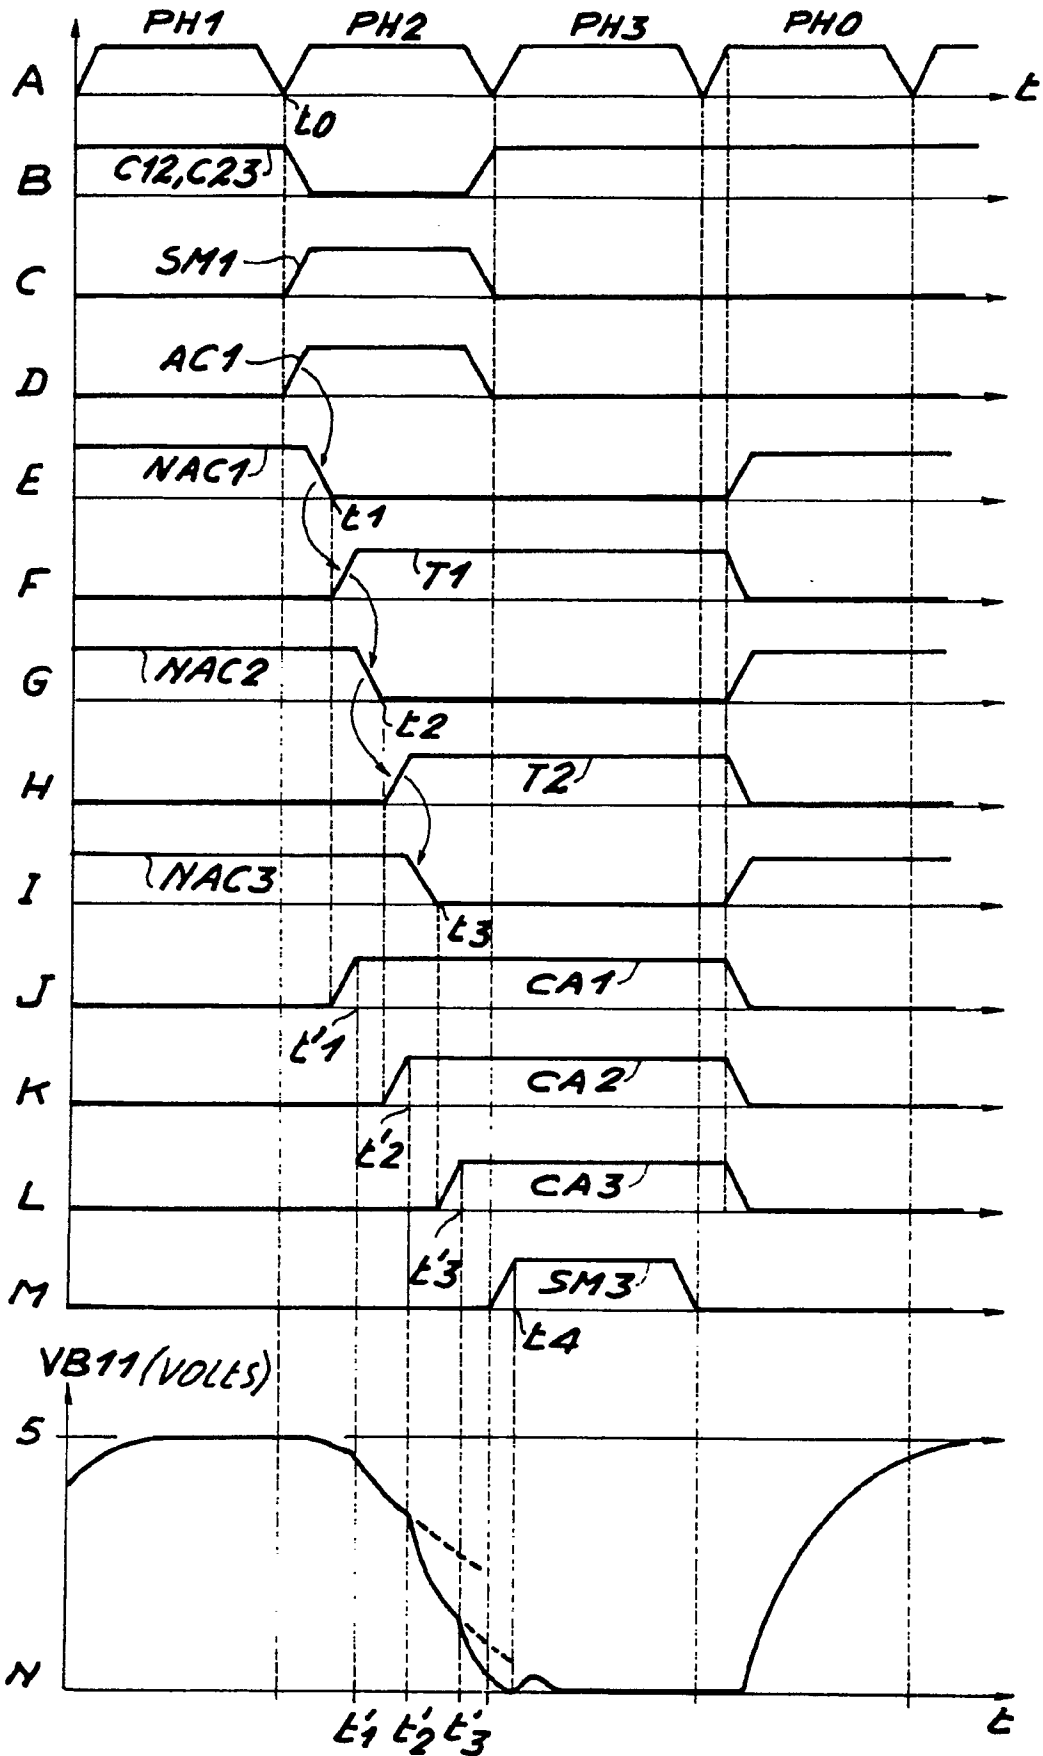 PH1 PH2 PH3 PH0
A t
t0
B C12,C23
C SM1
D AC1
E NAC1
t1
F T1
G NAC2
t2
H T2
I NAC3
t3
J CA1
t'1
K CA2
t'2
L CA3
t'3
M SM3
t4
VB11 (VOLTS)
5
N
t'1 t'2 t'3 t